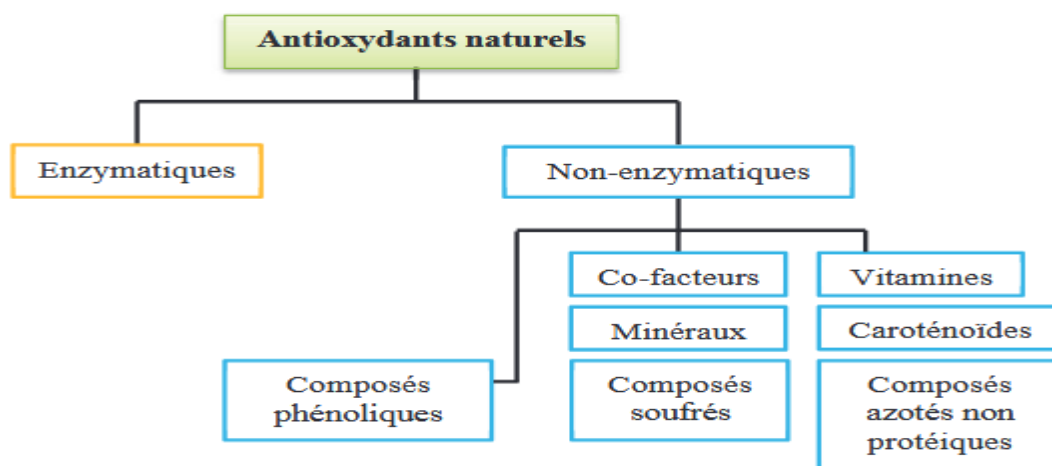 Antioxydants naturels
Enzymatiques
Non-enzymatiques
Co-facteurs
Vitamines
Minéraux
Caroténoïdes
Composés
phénoliques
Composés
soufrés
Composés
azotés non
protéiques